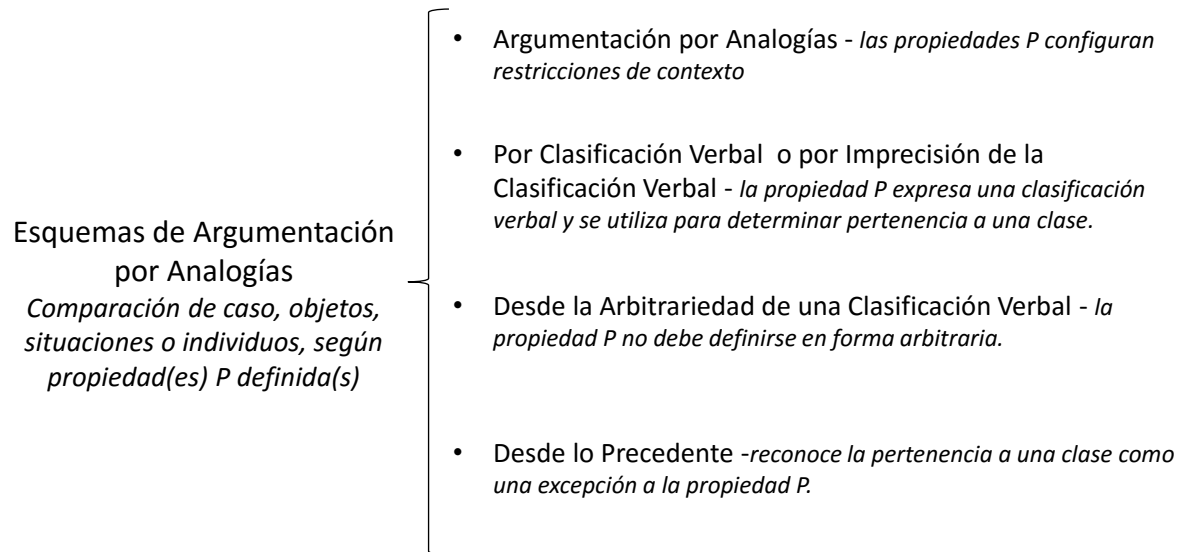 Esquemas de Argumentación
por Analogías
Comparación de caso, objetos,
situaciones o individuos, según
propiedad(es) P definida(s)
• Argumentación por Analogías - las propiedades P configuran
restricciones de contexto
• Por Clasificación Verbal o por Imprecisión de la
Clasificación Verbal - la propiedad P expresa una clasificación
verbal y se utiliza para determinar pertenencia a una clase.
• Desde la Arbitrariedad de una Clasificación Verbal - la
propiedad P no debe definirse en forma arbitraria.
• Desde lo Precedente -reconoce la pertenencia a una clase como
una excepción a la propiedad P.